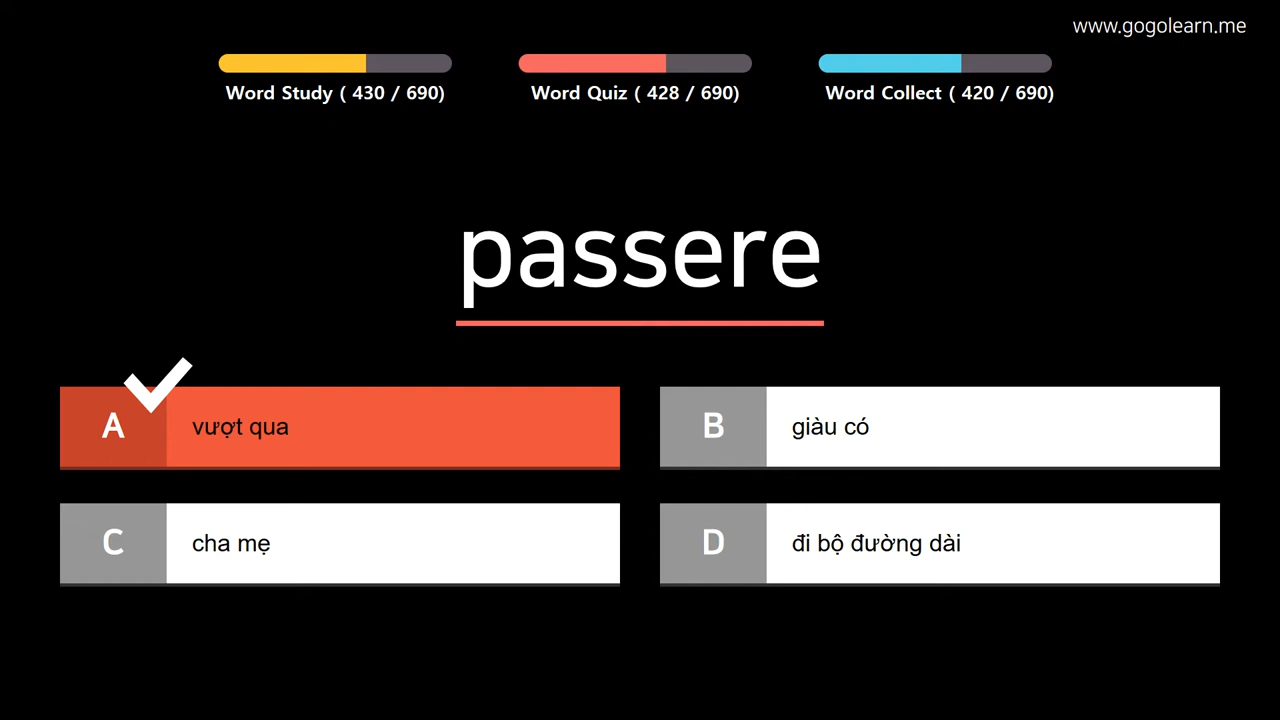 www.gogolearn.me
Word Study ( 430 / 690)
Word Quiz ( 428 / 690)
Word Collect ( 420 / 690)
passere
A vượt qua
B giàu có
C cha mẹ
D đi bộ đường dài